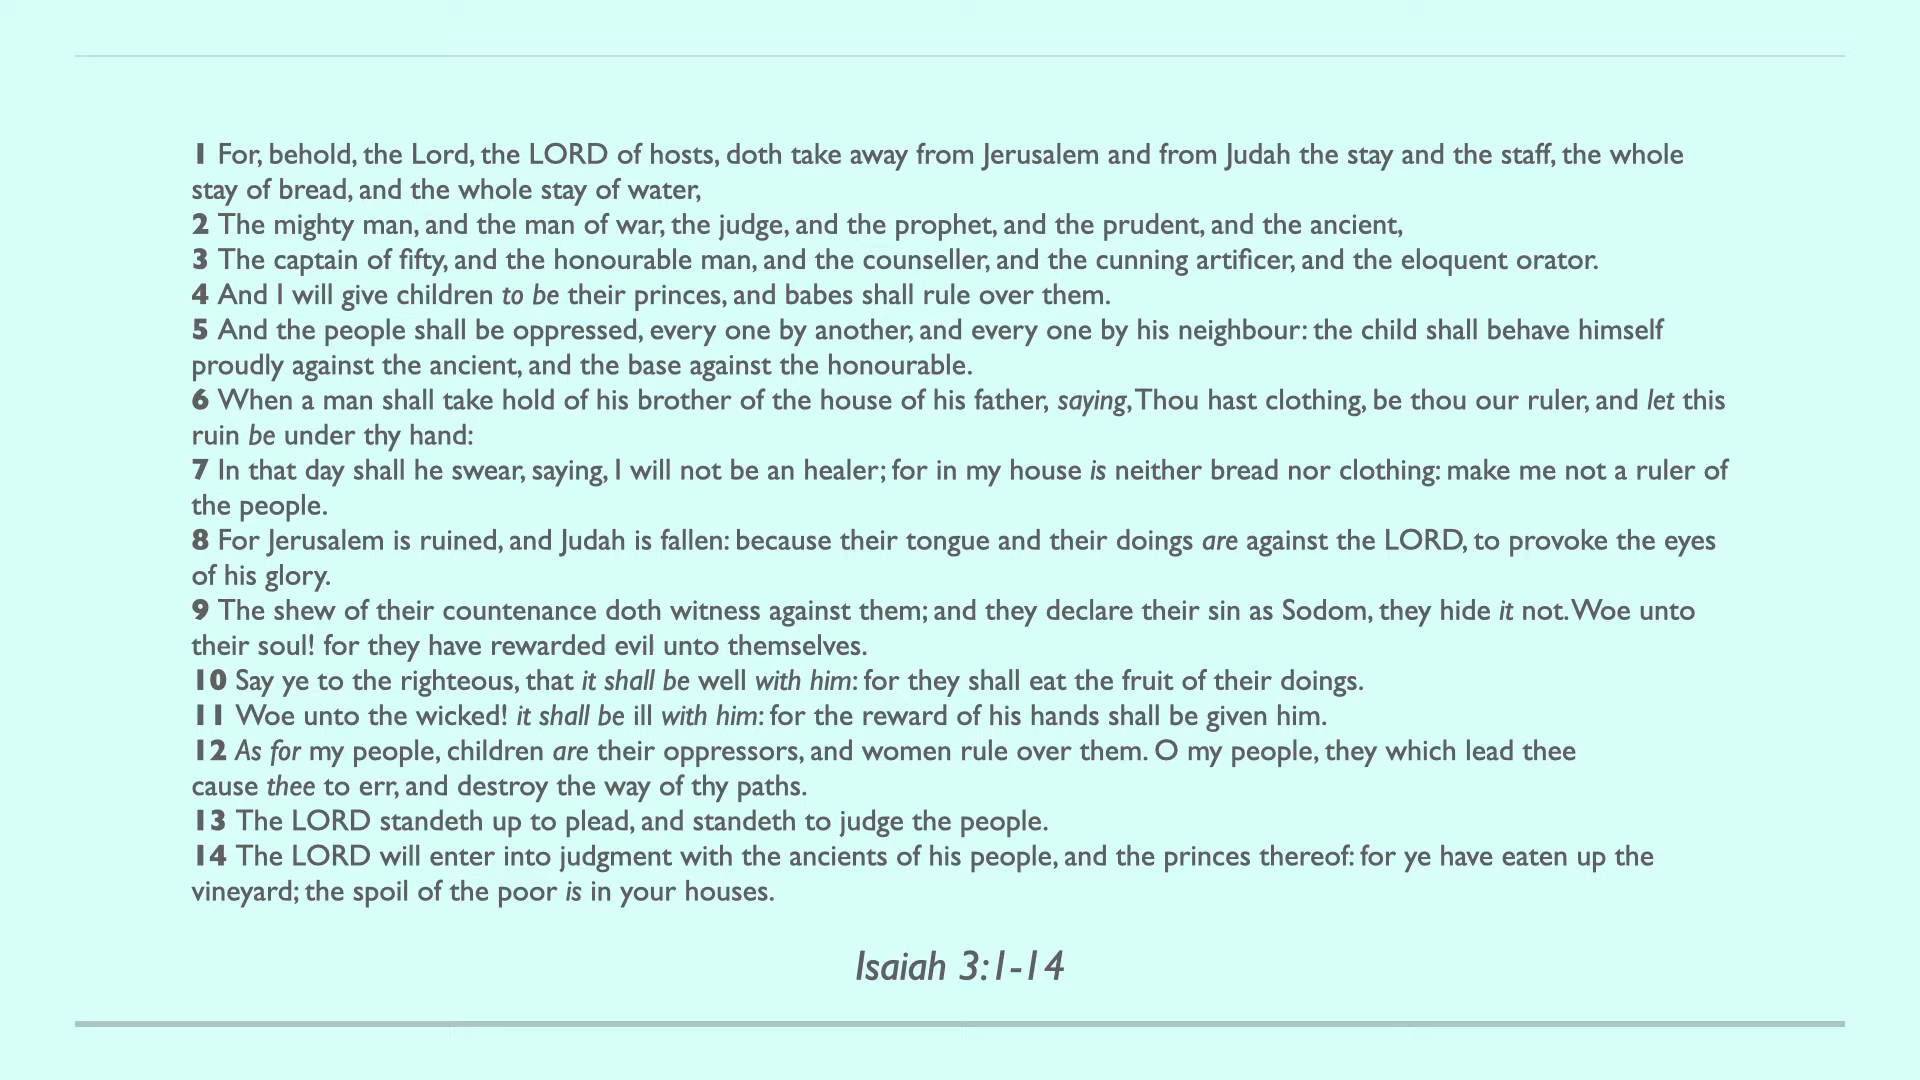 1 For, behold, the Lord, the LORD of hosts, doth take away from Jerusalem and from Judah the stay and the staff, the whole
stay of bread, and the whole stay of water,
2 The mighty man, and the man of war, the judge, and the prophet, and the prudent, and the ancient,
3 The captain of fifty, and the honourable man, and the counseller, and the cunning artificer, and the eloquent orator.
4 And I will give children to be their princes, and babes shall rule over them.
5 And the people shall be oppressed, every one by another, and every one by his neighbour: the child shall behave himself
proudly against the ancient, and the base against the honourable.
6 When a man shall take hold of his brother of the house of his father, saying, Thou hast clothing, be thou our ruler, and let this
ruin be under thy hand:
7 In that day shall he swear, saying, I will not be an healer; for in my house is neither bread nor clothing: make me not a ruler of
the people.
8 For Jerusalem is ruined, and Judah is fallen: because their tongue and their doings are against the LORD, to provoke the eyes
of his glory.
9 The shew of their countenance doth witness against them; and they declare their sin as Sodom, they hide it not. Woe unto
their soul! for they have rewarded evil unto themselves.
10 Say ye to the righteous, that it shall be well with him: for they shall eat the fruit of their doings.
11 Woe unto the wicked! it shall be ill with him: for the reward of his hands shall be given him.
12 As for my people, children are their oppressors, and women rule over them. O my people, they which lead thee
cause thee to err, and destroy the way of thy paths.
13 The LORD standeth up to plead, and standeth to judge the people.
14 The LORD will enter into judgment with the ancients of his people, and the princes thereof: for ye have eaten up the
vineyard; the spoil of the poor is in your houses.
Isaiah 3:1-14